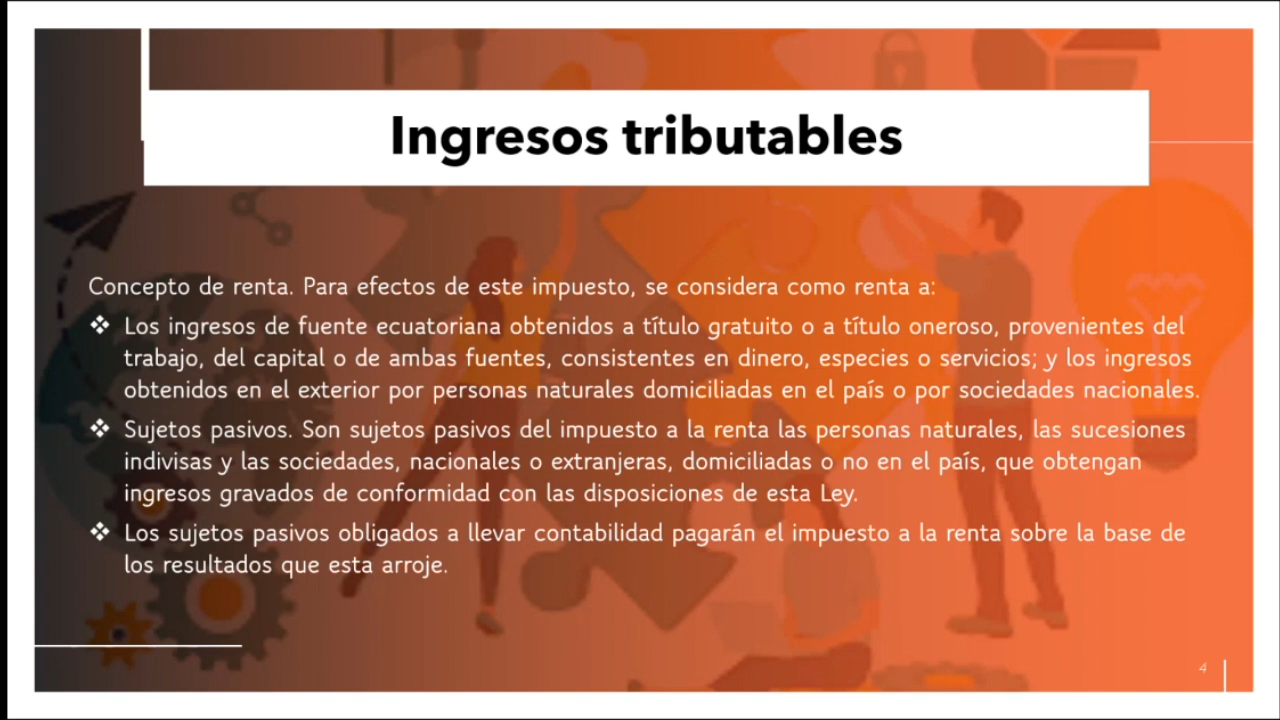 Ingresos tributables
Concepto de renta. Para efectos de este impuesto, se considera como renta a:
❖ Los ingresos de fuente ecuatoriana obtenidos a título gratuito o a título oneroso, provenientes del
trabajo, del capital o de ambas fuentes, consistentes en dinero, especies o servicios; y los ingresos
obtenidos en el exterior por personas naturales domiciliadas en el país o por sociedades nacionales.
❖ Sujetos pasivos. Son sujetos pasivos del impuesto a la renta las personas naturales, las sucesiones
indivisas y las sociedades, nacionales o extranjeras, domiciliadas o no en el país, que obtengan
ingresos gravados de conformidad con las disposiciones de esta Ley.
❖ Los sujetos pasivos obligados a llevar contabilidad pagarán el impuesto a la renta sobre la base de
los resultados que esta arroje.
4